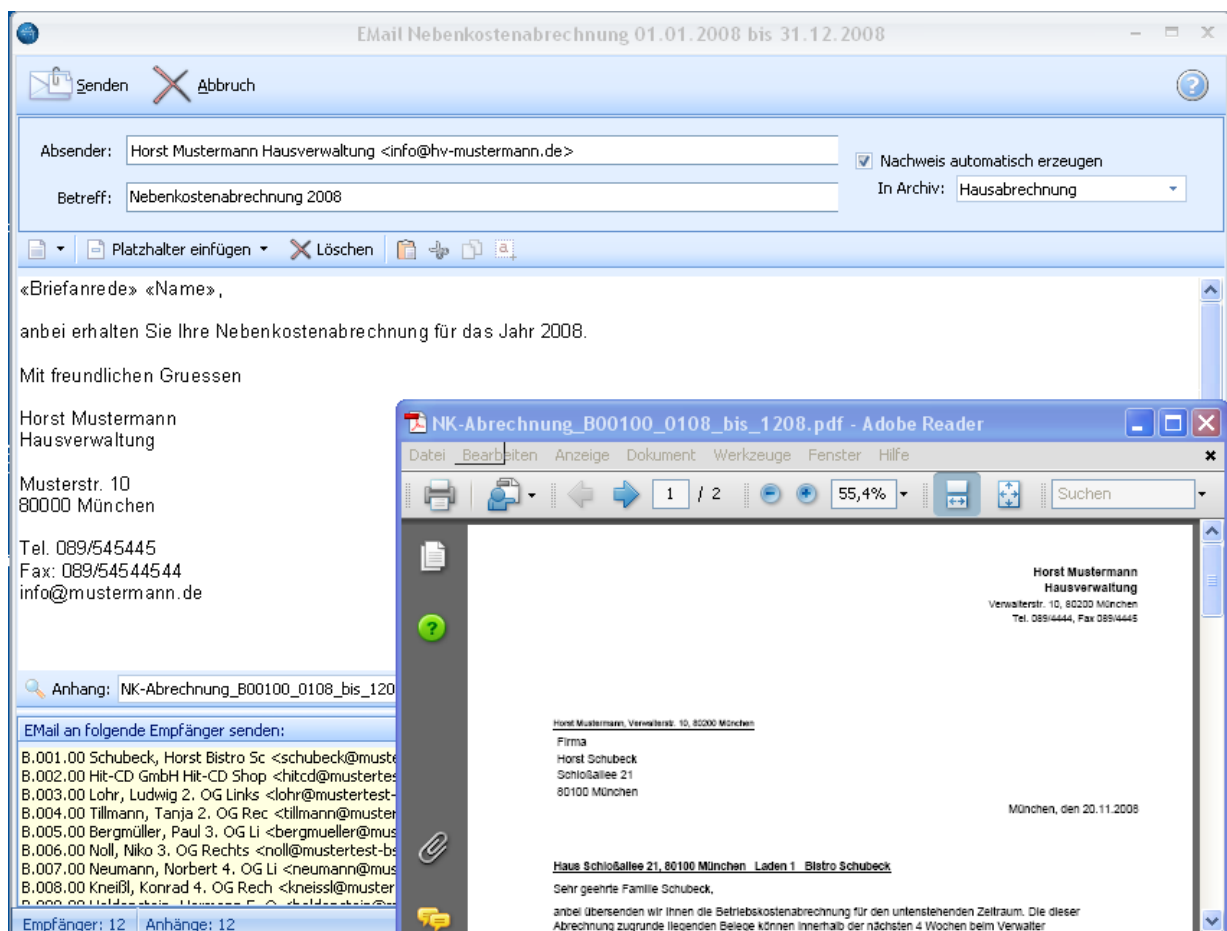 EMail Nebenkostenabrechnung 01.01.2008 bis 31.12.2008
Senden Abbruch
Absender: Horst Mustermann Hausverwaltung <info@hv-mustermann.de>
Nachweis automatisch erzeugen
Betreff: Nebenkostenabrechnung 2008
In Archiv: Hausabrechnung
Platzhalter einfügen Löschen
«Briefanrede» «Name»,
anbei erhalten Sie Ihre Nebenkostenabrechnung für das Jahr 2008.
Mit freundlichen Gruessen
Horst Mustermann
Hausverwaltung
Musterstr. 10
80000 München
Tel. 089/545445
Fax: 089/54544544
info@mustermann.de
Anhang: NK-Abrechnung_B00100_0108_bis_120
EMail an folgende Empfänger senden:
B.001.00 Schubeck, Horst Bistro Sc <schubeck@muste
B.002.00 Hit-CD GmbH Hit-CD Shop <hitcd@mustertes
B.003.00 Lohr, Ludwig 2. OG Links <lohr@mustertest-
B.004.00 Tillmann, Tanja 2. OG Rec <tillmann@muster
B.005.00 Bergmüller, Paul 3. OG Li <bergmueller@mus
B.006.00 Noll, Niko 3. OG Rechts <noll@mustertest-bs
B.007.00 Neumann, Norbert 4. OG Li <neumann@mus
B.008.00 Kneißl, Konrad 4. OG Rech <kneissl@muster
Empfänger: 12 Anhänge: 12
NK-Abrechnung_B00100_0108_bis_1208.pdf - Adobe Reader
Datei Bearbeiten Anzeige Dokument Werkzeuge Fenster Hilfe
1 / 2 55,4% Suchen
Horst Mustermann
Hausverwaltung
Verwalterstr. 10, 80200 München
Tel. 089/4444, Fax 089/4445
Horst Mustermann, Verwalterstr. 10, 80200 München
Firma
Horst Schubeck
Schloßallee 21
80100 München
München, den 20.11.2008
Haus Schloßallee 21, 80100 München Laden 1 Bistro Schubeck
Sehr geehrte Familie Schubeck,
anbei übersenden wir Ihnen die Betriebskostenabrechnung für den untenstehenden Zeitraum. Die dieser
Abrechnung zugrunde liegenden Belege können innerhalb der nächsten 4 Wochen beim Verwalter